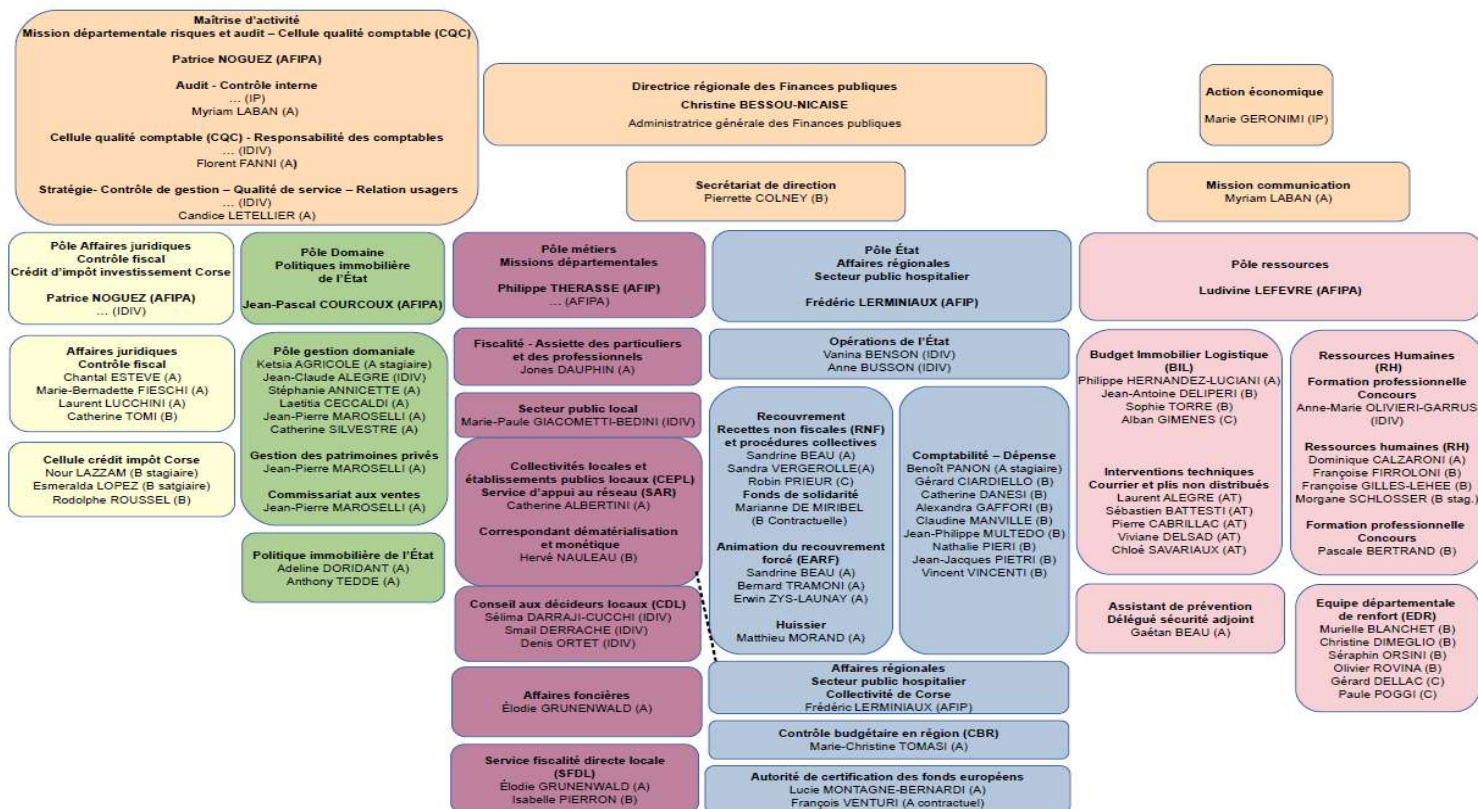 Maîtrise d'activité
Mission départementale risques et audit – Cellule qualité comptable (CQC)
Patrice NOGUEZ (AFIPA)
Audit - Contrôle interne
... (IP)
Myriam LABAN (A)
Cellule qualité comptable (CQC) - Responsabilité des comptables
... (IDIV)
Florent FANNI (A)
Stratégie- Contrôle de gestion – Qualité de service – Relation usagers
... (IDIV)
Candice LETELLIER (A)
Directrice régionale des Finances publiques
Christine BESSOU-NICAISE
Administratrice générale des Finances publiques
Action économique
Marie GERONIMI (IP)
Secrétariat de direction
Pierrette COLNEY (B)
Mission communication
Myriam LABAN (A)
Pôle Affaires juridiques
Contrôle fiscal
Crédit d'impôt investissement Corse
Patrice NOGUEZ (AFIPA)
... (IDIV)
Affaires juridiques
Contrôle fiscal
Chantal ESTEVE (A)
Marie-Bernadette FIESCHI (A)
Laurent LUCCHINI (A)
Catherine TOMI (B)
Cellule crédit impôt Corse
Nour LAZZAM (B stagiaire)
Esmeralda LOPEZ (B satgiaire)
Rodolphe ROUSSEL (B)
Pôle Domaine
Politiques immobilière
de l'État
Jean-Pascal COURCOUX (AFIPA)
Pôle gestion domaniale
Ketsia AGRICOLE (A stagiaire)
Jean-Claude ALEGRE (IDIV)
Stéphanie ANNICETTE (A)
Laetitia CECCALDI (A)
Jean-Pierre MAROSELLI (A)
Catherine SILVESTRE (A)
Gestion des patrimoines privés
Jean-Pierre MAROSELLI (A)
Commissariat aux ventes
Jean-Pierre MAROSELLI (A)
Politique immobilière de l'État
Adeline DORIDANT (A)
Anthony TEDDE (A)
Pôle métiers
Missions départementales
Philippe THERASSE (AFIP)
... (AFIPA)
Fiscalité - Assiette des particuliers
et des professionnels
Jones DAUPHIN (A)
Secteur public local
Marie-Paule GIACOMETTI-BEDINI (IDIV)
Collectivités locales et
établissements publics locaux (CEPL)
Service d'appui au réseau (SAR)
Catherine ALBERTINI (A)
Correspondant dématérialisation
et monétique
Hervé NAULEAU (B)
Conseil aux décideurs locaux (CDL)
Sélima DARRAJI-CUCCHI (IDIV)
Smail DERRACHE (IDIV)
Denis ORTET (IDIV)
Affaires foncières
Élodie GRUNENWALD (A)
Service fiscalité directe locale
(SFDL)
Élodie GRUNENWALD (A)
Isabelle PIERRON (B)
Pôle État
Affaires régionales
Secteur public hospitalier
Frédéric LERMINIAUX (AFIP)
Opérations de l'État
Vanina BENSON (IDIV)
Anne BUSSON (IDIV)
Recouvrement
Recettes non fiscales (RNF)
et procédures collectives
Sandrine BEAU (A)
Sandra VERGEROLLE(A)
Robin PRIEUR (C)
Fonds de solidarité
Marianne DE MIRIBEL
(B Contractuelle)
Animation du recouvrement
forcé (EARF)
Sandrine BEAU (A)
Bernard TRAMONI (A)
Erwin ZYS-LAUNAY (A)
Huissier
Matthieu MORAND (A)
Comptabilité – Dépense
Benoît PANON (A stagiaire)
Gérard CIARDIELLO (B)
Catherine DANESI (B)
Alexandra GAFFORI (B)
Claudine MANVILLE (B)
Jean-Philippe MULTEDO (B)
Nathalie PIERI (B)
Jean-Jacques PIETRI (B)
Vincent VINCENTI (B)
Affaires régionales
Secteur public hospitalier
Collectivité de Corse
Frédéric LERMINIAUX (AFIP)
Contrôle budgétaire en région (CBR)
Marie-Christine TOMASI (A)
Autorité de certification des fonds européens
Lucie MONTAGNE-BERNARDI (A)
François VENTURI (A contractuel)
Pôle ressources
Ludivine LEFEVRE (AFIPA)
Budget Immobilier Logistique
(BIL)
Philippe HERNANDEZ-LUCIANI (A)
Jean-Antoine DELIPERI (B)
Sophie TORRE (B)
Alban GIMENES (C)
Interventions techniques
Courrier et plis non distribués
Laurent ALEGRE (AT)
Sébastien BATTESTI (AT)
Pierre CABRILLAC (AT)
Viviane DELSAD (AT)
Chloé SAVARIAUX (AT)
Assistant de prévention
Délégué sécurité adjoint
Gaëtan BEAU (A)
Ressources Humaines
(RH)
Formation professionnelle
Concours
Anne-Marie OLIVIERI-GARRUS
(IDIV)
Ressources humaines (RH)
Dominique CALZARONI (A)
Françoise FIRROLONI (B)
Françoise GILLES-LEHEE (B)
Morgane SCHLOSSER (B stag.)
Formation professionnelle
Concours
Pascale BERTRAND (B)
Equipe départementale
de renfort (EDR)
Murielle BLANCHET (B)
Christine DIMEGLIO (B)
Séraphin ORSINI (B)
Olivier ROVINA (B)
Gérard DELLAC (C)
Paule POGGI (C)